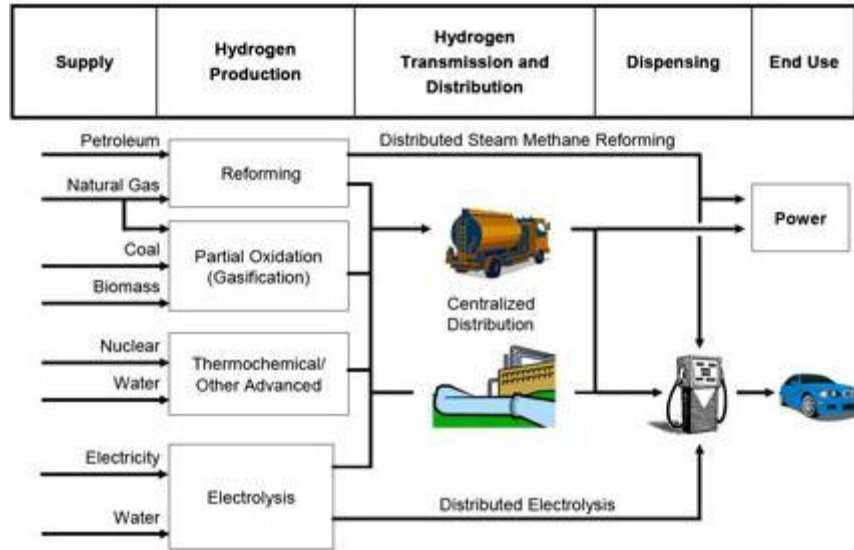 Supply
Hydrogen
Production
Hydrogen
Transmission and
Distribution
Dispensing
End Use
Petroleum
Natural Gas
Coal
Biomass
Nuclear
Water
Electricity
Water
Reforming
Partial Oxidation
(Gasification)
Thermochemical/
Other Advanced
Electrolysis
Distributed Steam Methane Reforming
Centralized
Distribution
Distributed Electrolysis
Power